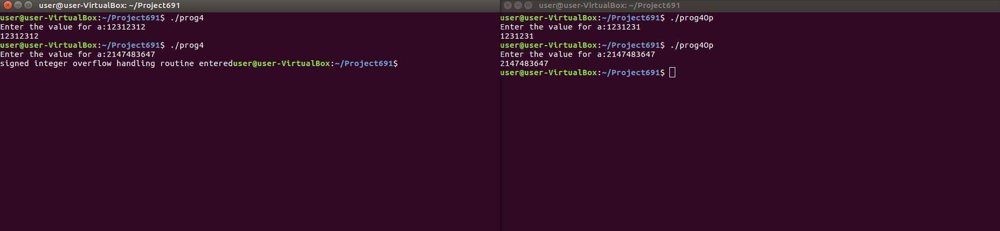 user@user-VirtualBox: ~/Project691
user@user-VirtualBox:~/Project691$ ./prog4
Enter the value for a:12312312
12312312
user@user-VirtualBox:~/Project691$ ./prog4
Enter the value for a:2147483647
signed integer overflow handling routine entereduser@user-VirtualBox:~/Project691$
user@user-VirtualBox: ~/Project691
user@user-VirtualBox:~/Project691$ ./prog4Op
Enter the value for a:1231231
1231231
user@user-VirtualBox:~/Project691$ ./prog4Op
Enter the value for a:2147483647
2147483647
user@user-VirtualBox:~/Project691$